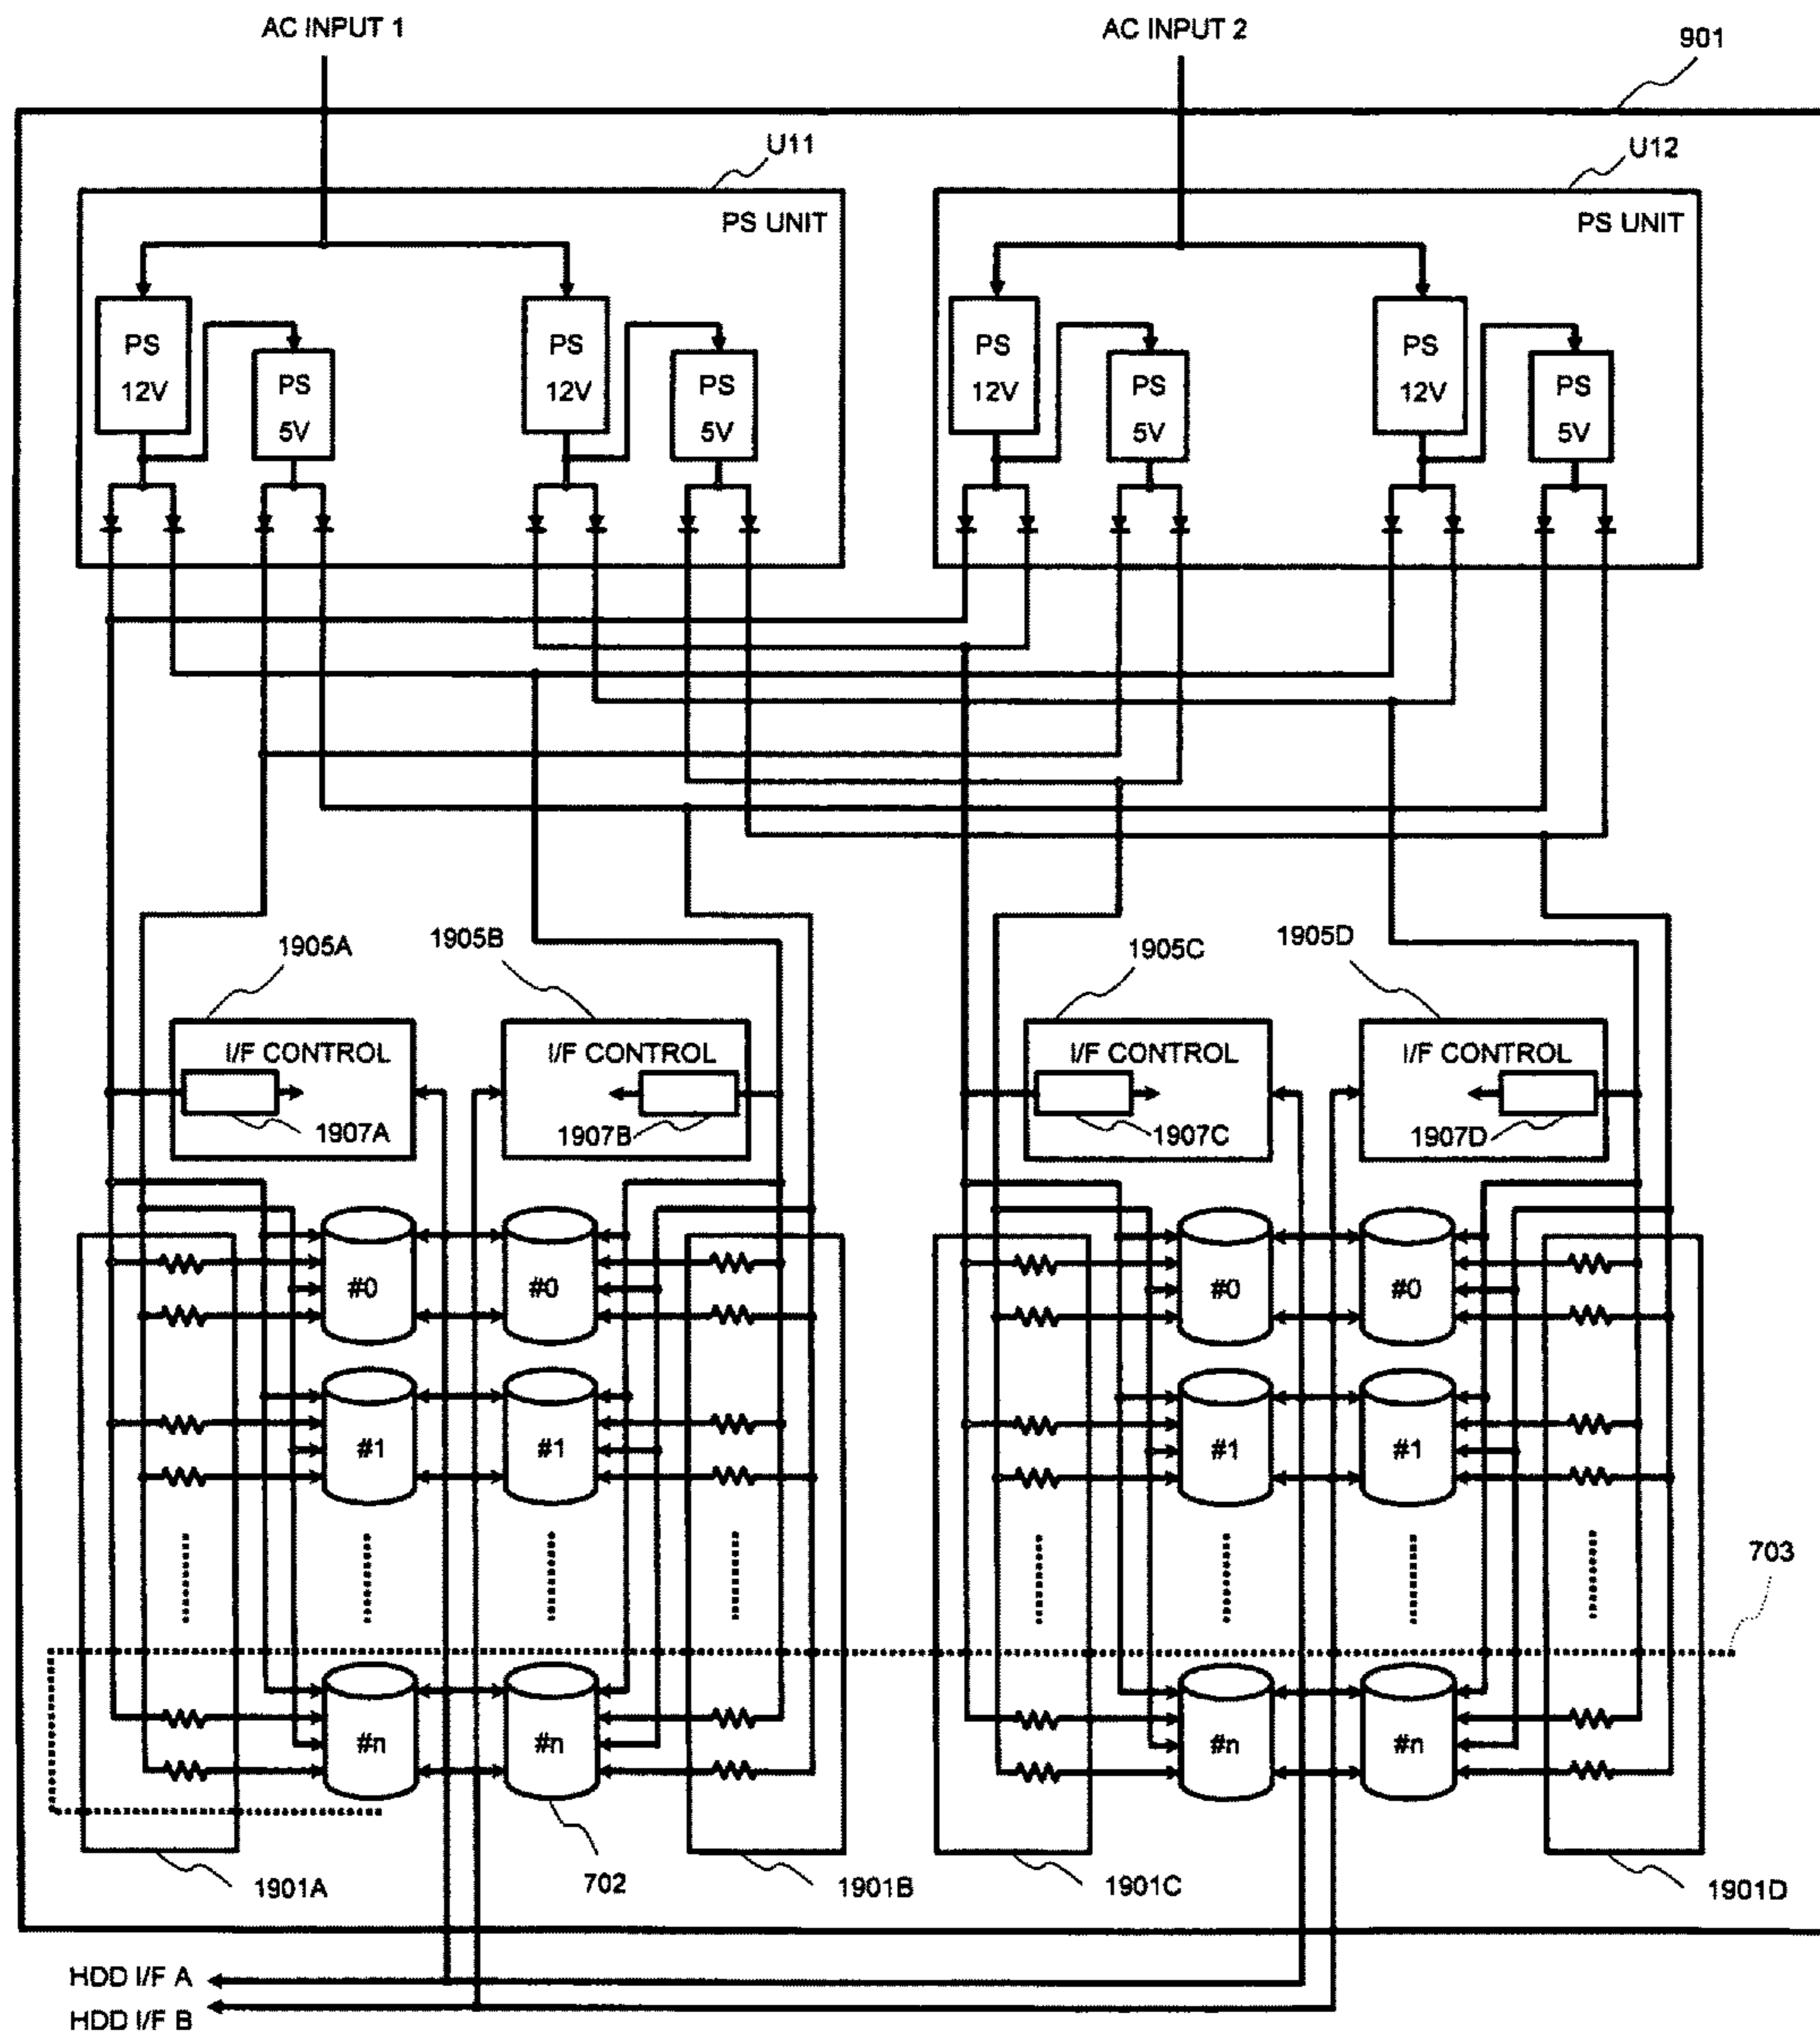 AC INPUT 1
AC INPUT 2
901
U11
U12
PS UNIT
PS UNIT
PS
12V
PS
5V
PS
12V
PS
5V
PS
12V
PS
5V
PS
12V
PS
5V
1905A
1905B
1905C
1905D
I/F CONTROL
I/F CONTROL
I/F CONTROL
I/F CONTROL
1907A
1907B
1907C
1907D
#0
#0
#0
#0
#1
#1
#1
#1
703
#n
#n
#n
#n
1901A
702
1901B
1901C
1901D
HDD I/F A
HDD I/F B